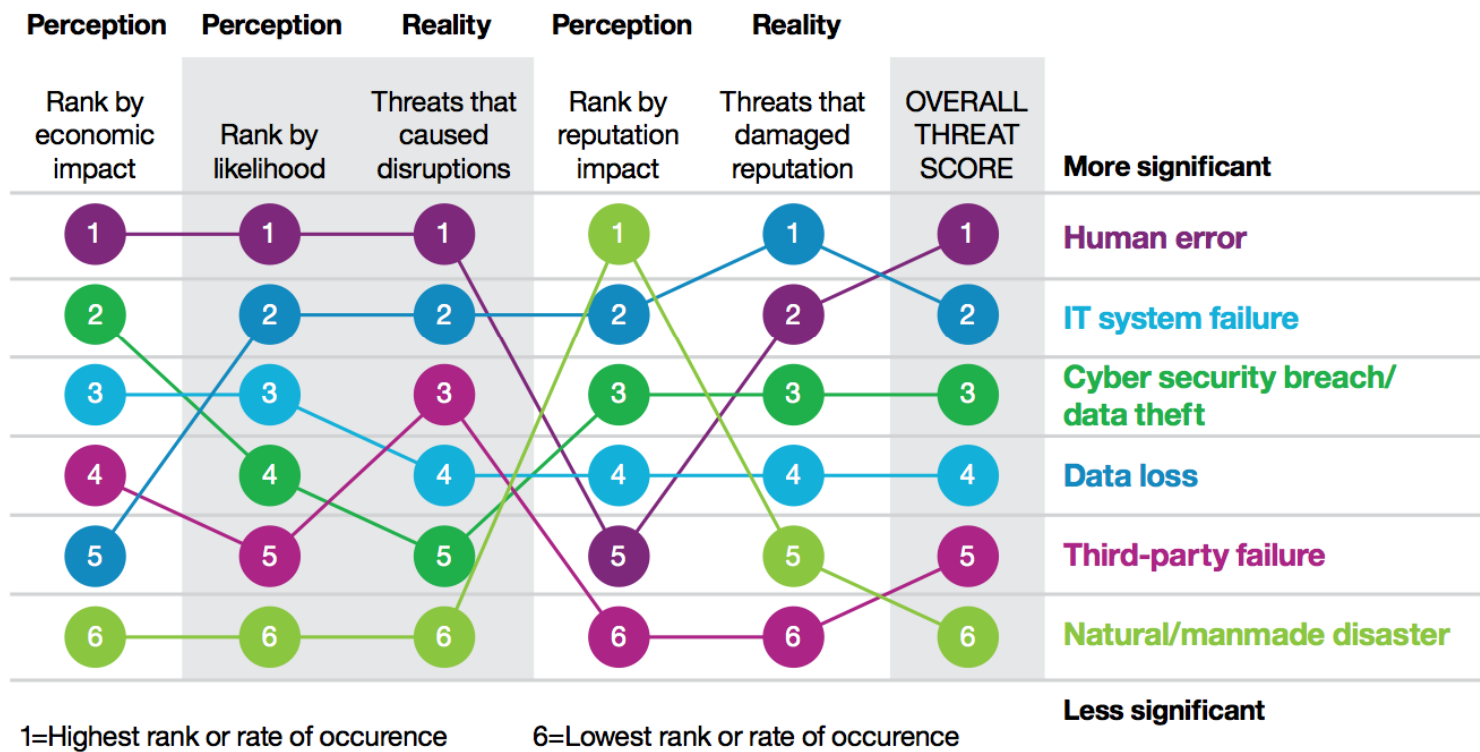 Perception Perception Reality Perception Reality
Rank by economic impact
Rank by likelihood
Threats that caused disruptions
Rank by reputation impact
Threats that damaged reputation
OVERALL THREAT SCORE
More significant
1 1 1 1 1 1 Human error
2 2 2 2 2 2 IT system failure
3 3 3 3 3 3 Cyber security breach/
data theft
4 4 4 4 4 4 Data loss
5 5 5 5 5 5 Third-party failure
6 6 6 6 6 6 Natural/manmade disaster
Less significant
1=Highest rank or rate of occurence 6=Lowest rank or rate of occurence